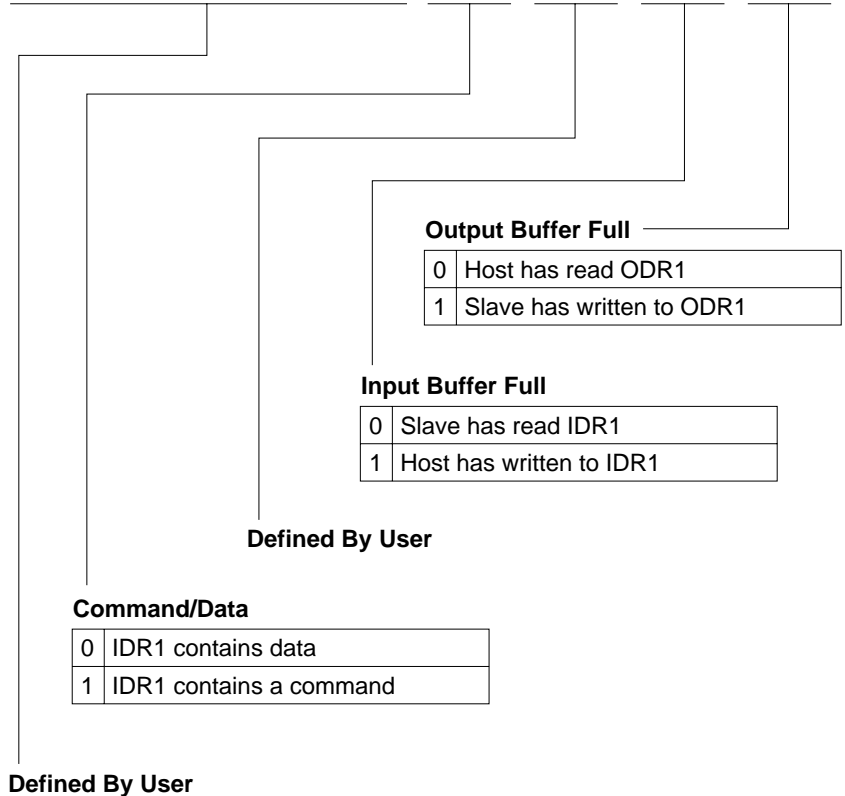 Output Buffer Full
0 Host has read ODR1
1 Slave has written to ODR1
Input Buffer Full
0 Slave has read IDR1
1 Host has written to IDR1
Defined By User
Command/Data
0 IDR1 contains data
1 IDR1 contains a command
Defined By User